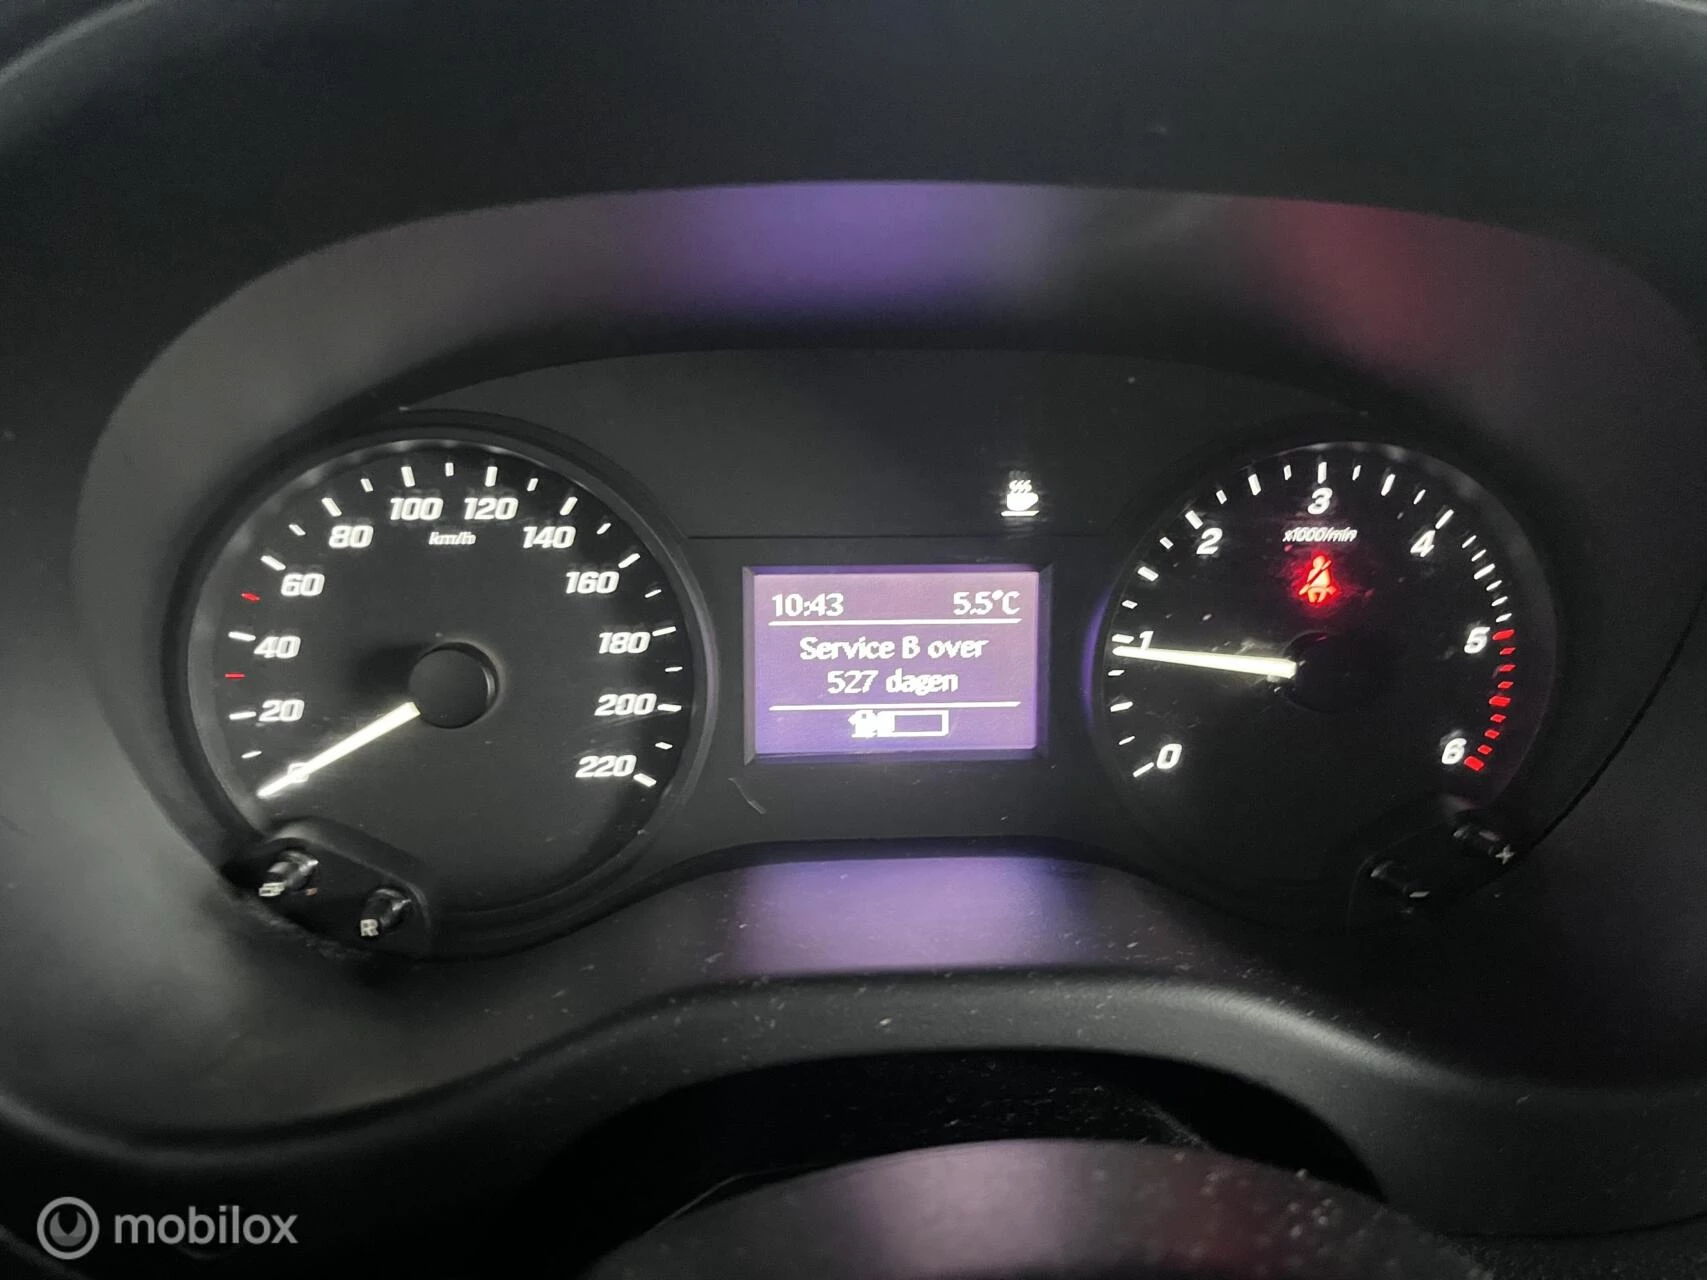 100 120
km/h
80 140
60 160
40 180
20 200
0 220
10:43 5.5°C
Service B over
527 dagen
3
x1000/min
2 4
1 5
0 6
R
mobilox